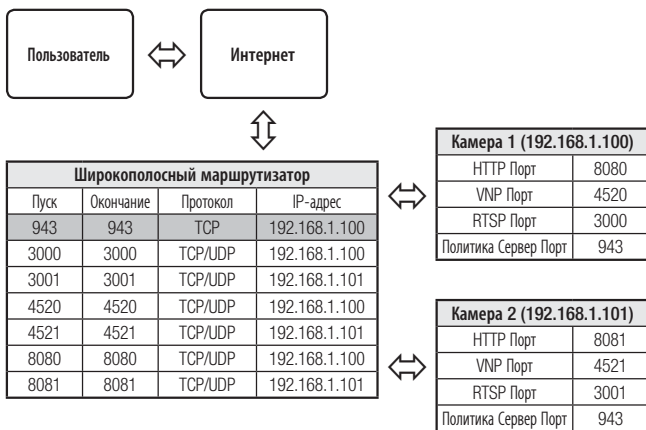 Пользователь
Интернет
Широкополосный маршрутизатор
Пуск Окончание Протокол IP-адрес
943 943 TCP 192.168.1.100
3000 3000 TCP/UDP 192.168.1.100
3001 3001 TCP/UDP 192.168.1.101
4520 4520 TCP/UDP 192.168.1.100
4521 4521 TCP/UDP 192.168.1.101
8080 8080 TCP/UDP 192.168.1.100
8081 8081 TCP/UDP 192.168.1.101
Камера 1 (192.168.1.100)
HTTP Порт 8080
VNP Порт 4520
RTSP Порт 3000
Политика Сервер Порт 943
Камера 2 (192.168.1.101)
HTTP Порт 8081
VNP Порт 4521
RTSP Порт 3001
Политика Сервер Порт 943